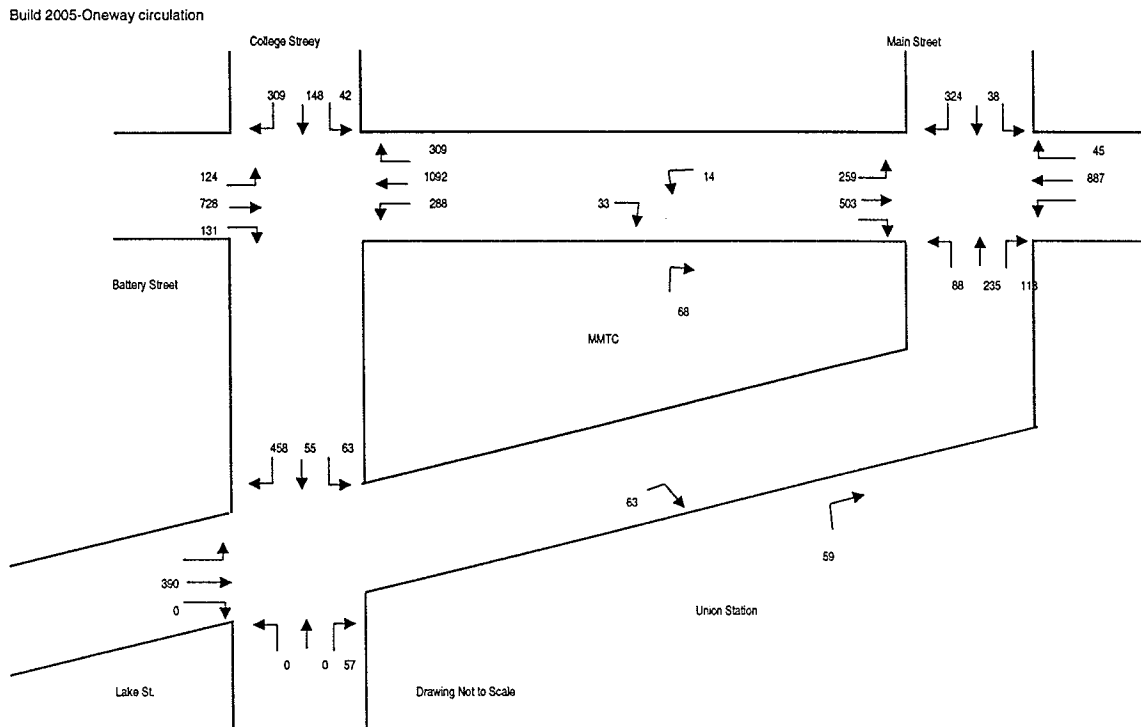 Build 2005-Oneway circulation
College Streey
Main Street
309 148 42
324 38
309
45
124
1092
14
259
887
728
288
33
503
131
Battery Street
88 235 113
68
MMTC
458 55 63
63
59
390
0
Union Station
0 0 57
Lake St.
Drawing Not to Scale